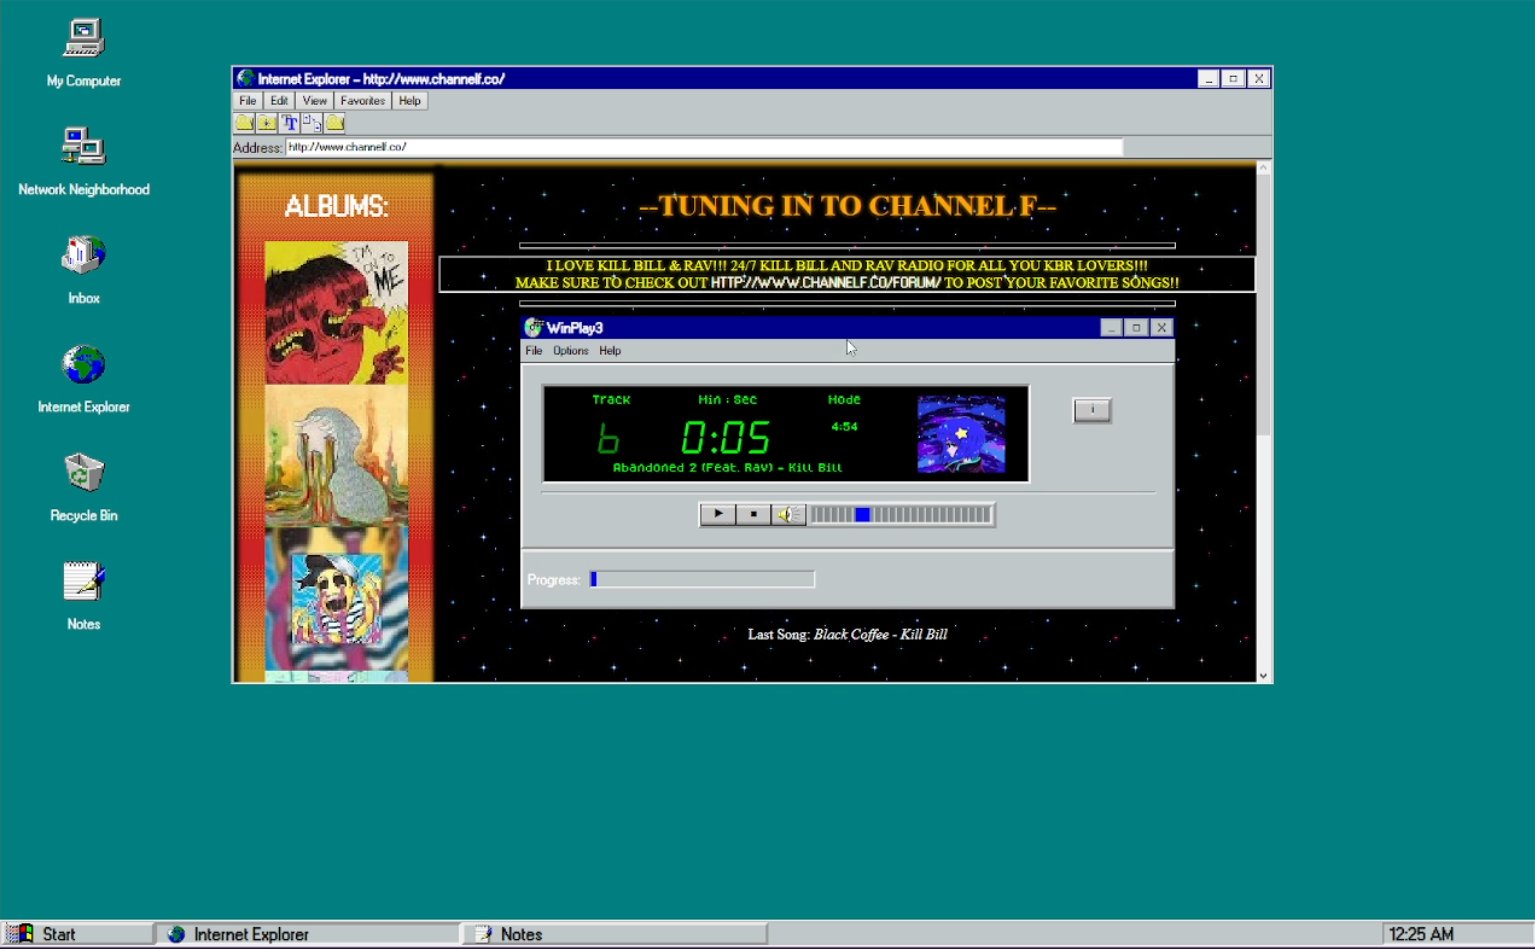 My Computer
Network Neighborhood
Inbox
Internet Explorer
Recycle Bin
Notes
Internet Explorer – http://www.channelf.co/
File Edit View Favorites Help
Address: http://www.channelf.co/
ALBUMS:
I'M
ON TO
ME
--TUNING IN TO CHANNEL F--
I LOVE KILL BILL & RAV!!! 24/7 KILL BILL AND RAV RADIO FOR ALL YOU KBR LOVERS!!!
MAKE SURE TO CHECK OUT HTTP://WWW.CHANNELF.CO/FORUM/ TO POST YOUR FAVORITE SONGS!!
WinPlay3
File Options Help
Track Min : Sec Mode
6 0:05 4:54
Abandoned 2 (Feat. Rav) - Kill Bill
i
Progress:
Last Song: Black Coffee - Kill Bill
Start Internet Explorer Notes 12:25 AM